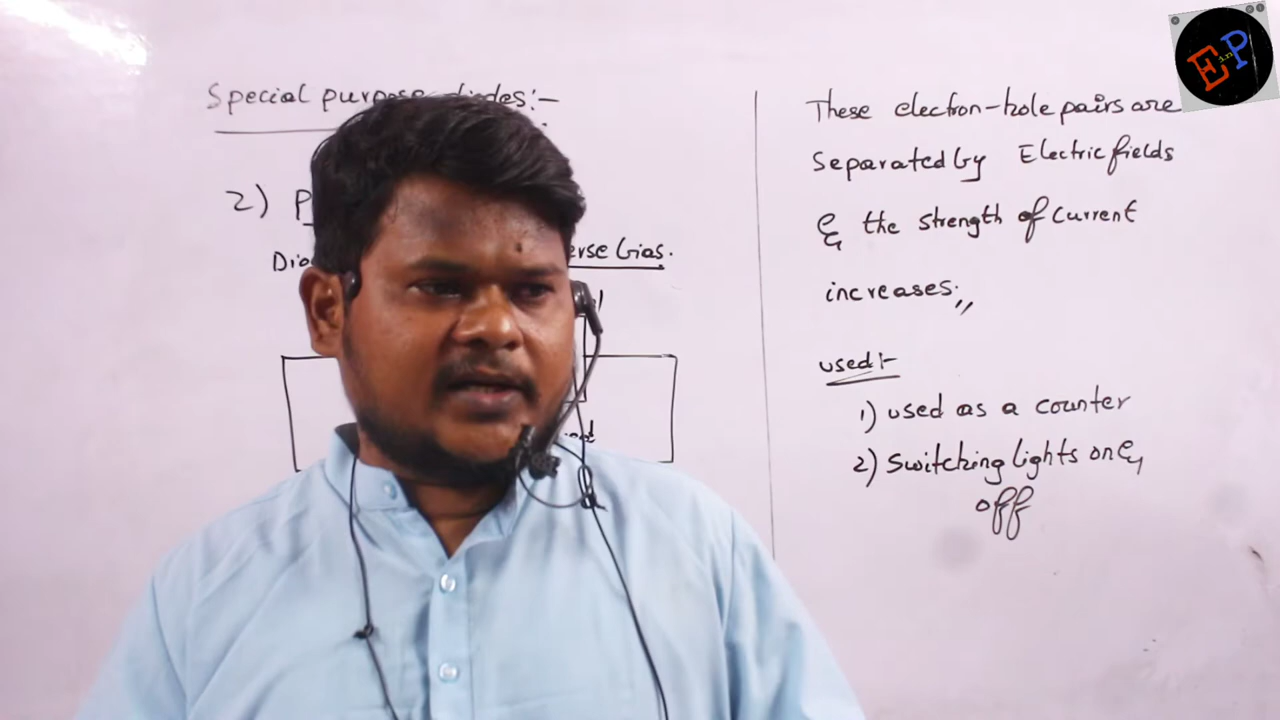 Special purpose diodes:-
2) P
Dio erse bias.
These electron-hole pairs are
Separated by Electric fields
& the strength of current
increases.,,
used:-
1) used as a counter
2) Switching lights on &
off
E in P